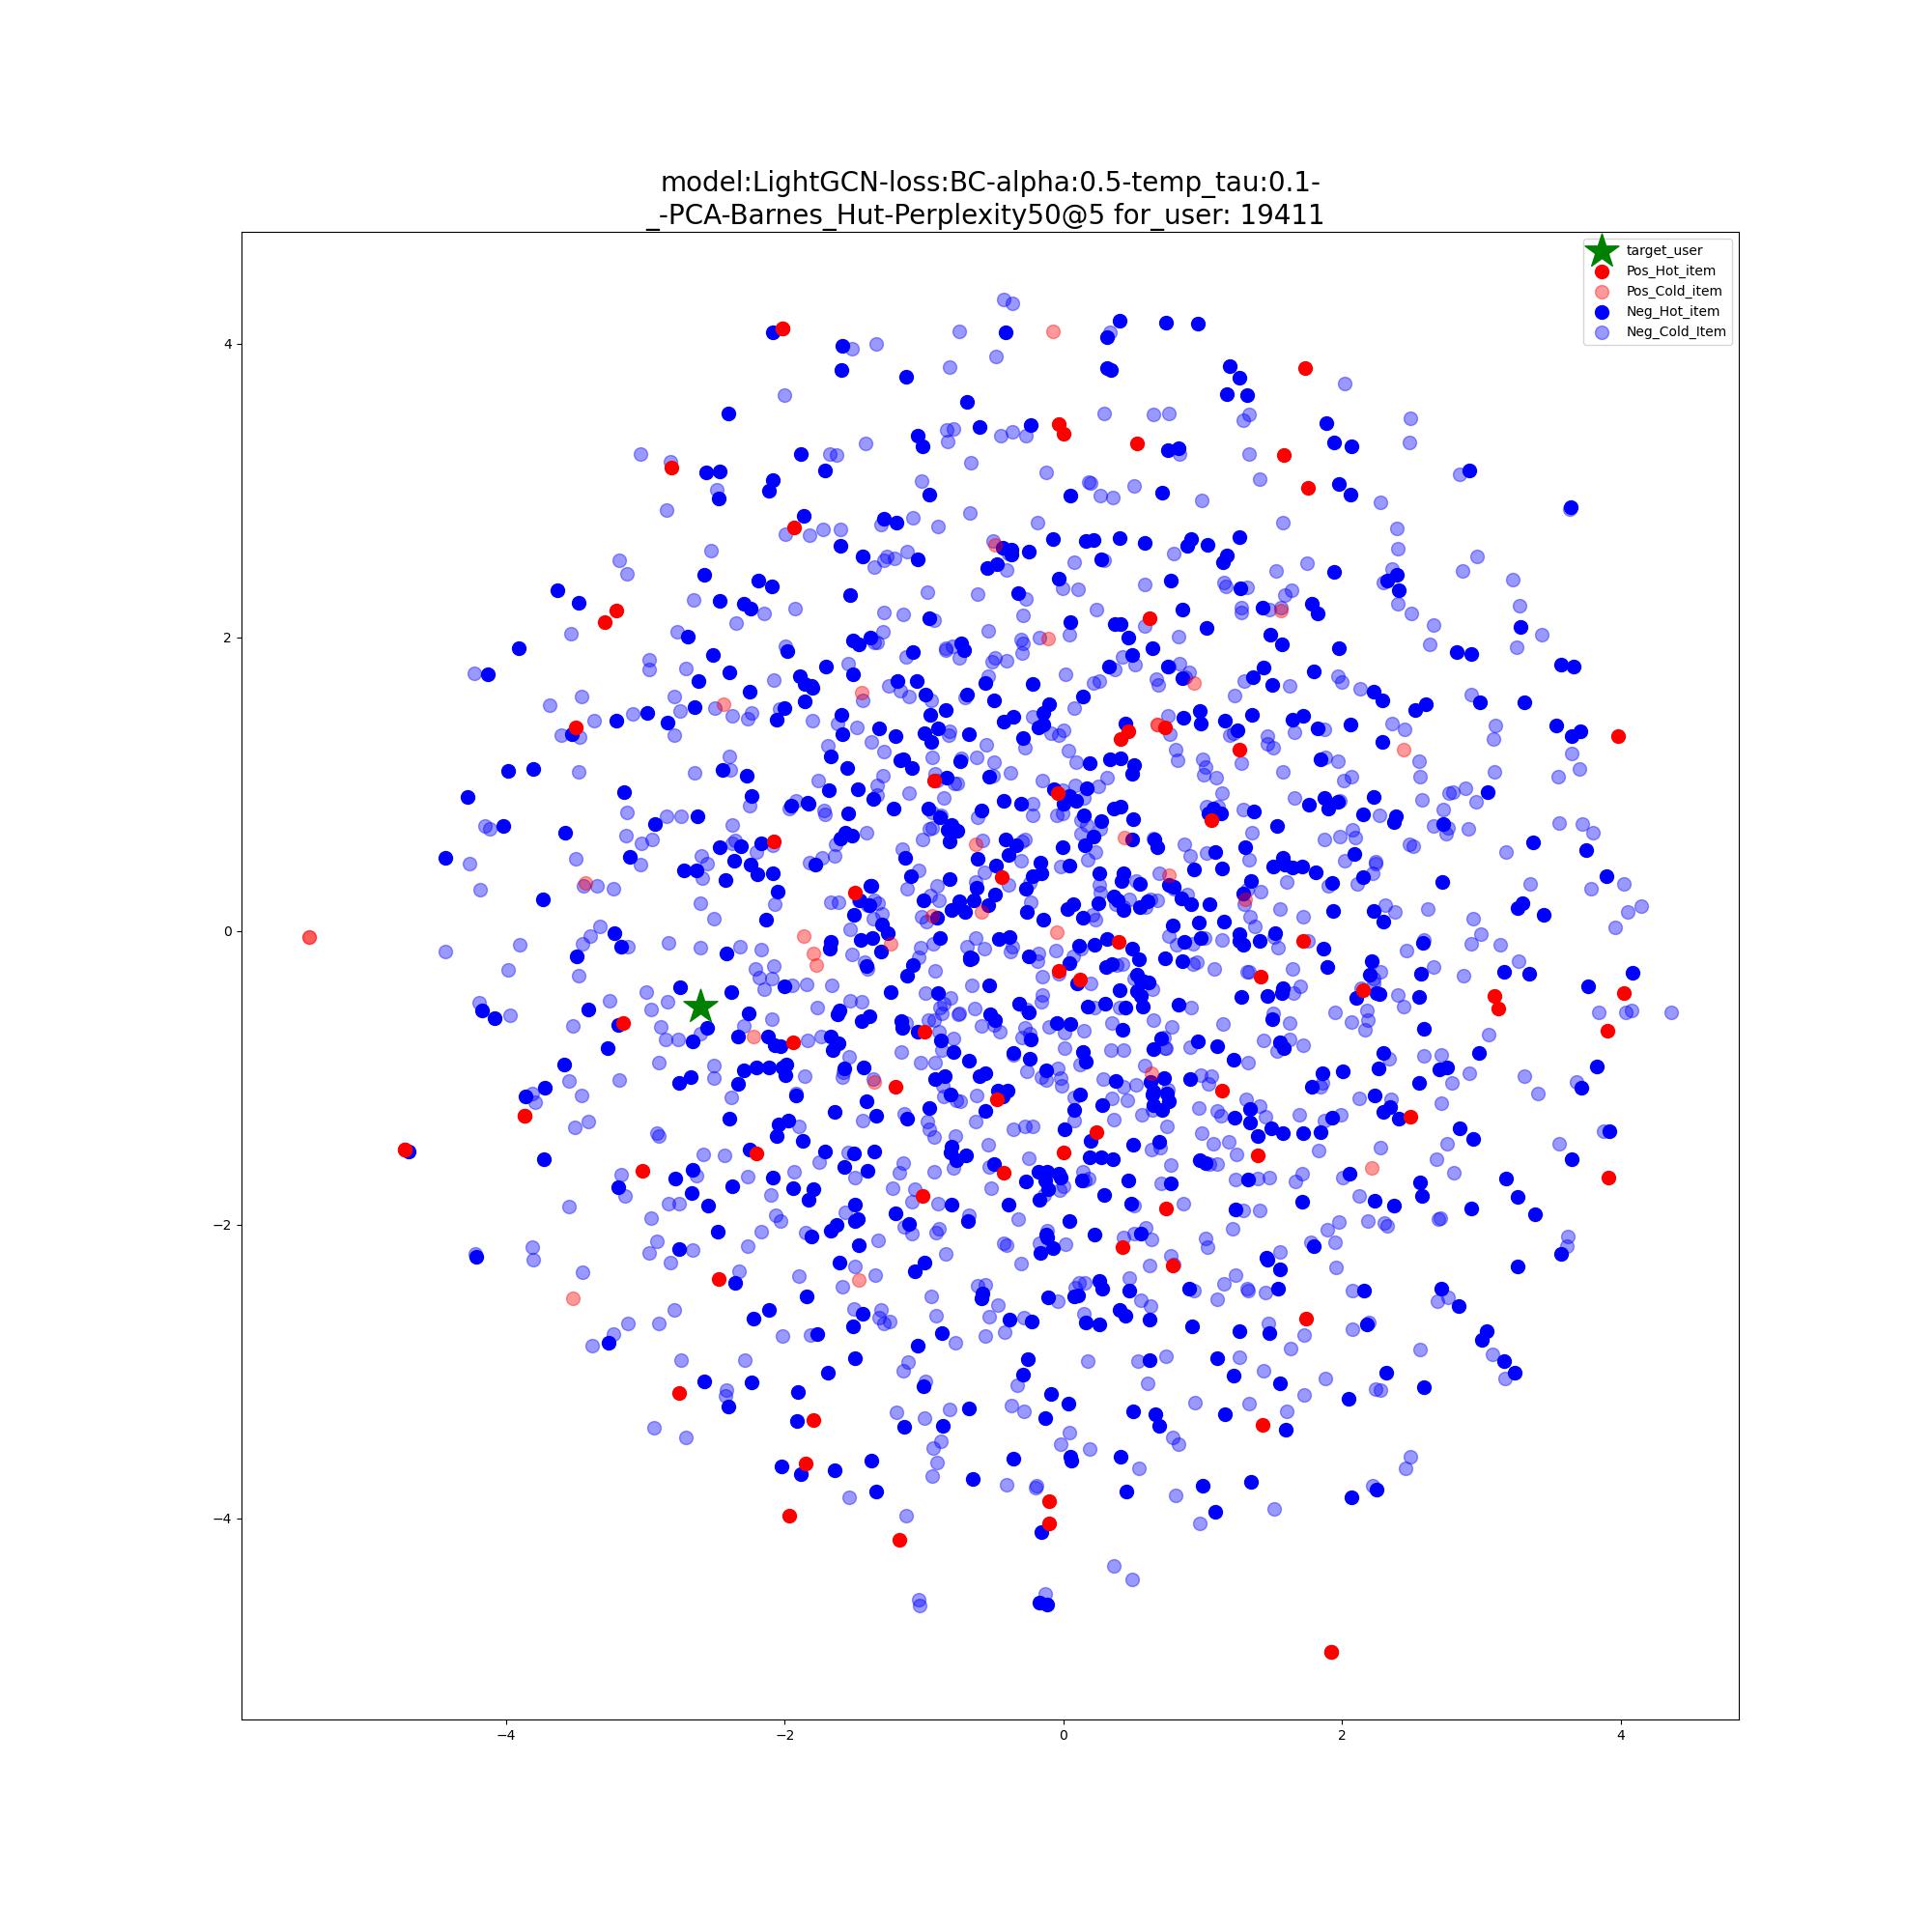 model:LightGCN-loss:BC-alpha:0.5-temp_tau:0.1-
_-PCA-Barnes_Hut-Perplexity50@5 for_user: 19411
target_user
Pos_Hot_item
Pos_Cold_item
Neg_Hot_item
Neg_Cold_Item
4
2
0
−2
−4
−4
−2
0
2
4